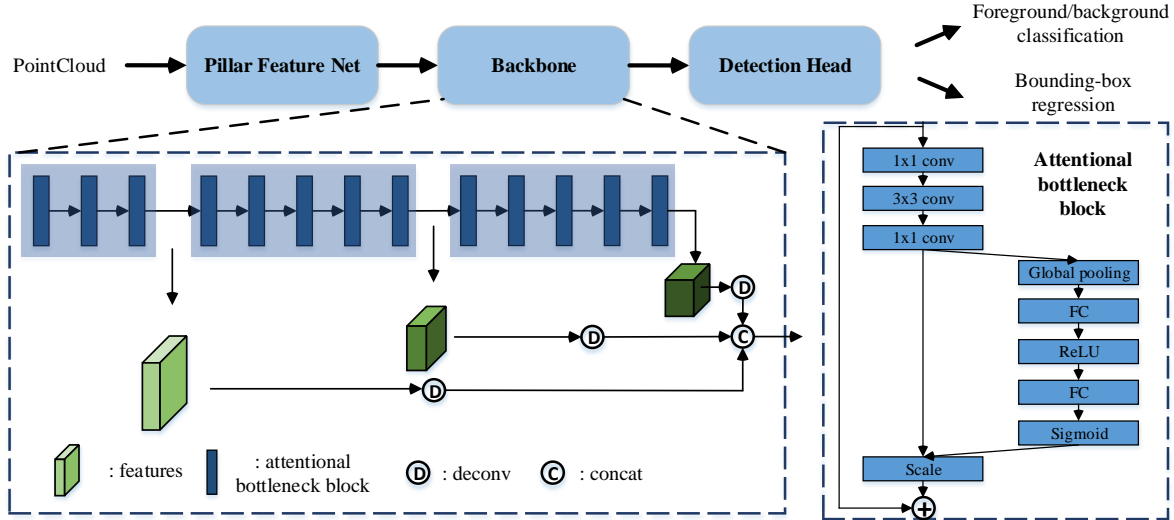 PointCloud
Pillar Feature Net
Backbone
Detection Head
Foreground/background
classification
Bounding-box
regression
D
D
C
D
: features
: attentional
bottleneck block
D
: deconv
C
: concat
Attentional
bottleneck
block
1x1 conv
3x3 conv
1x1 conv
Global pooling
FC
ReLU
FC
Sigmoid
Scale
+